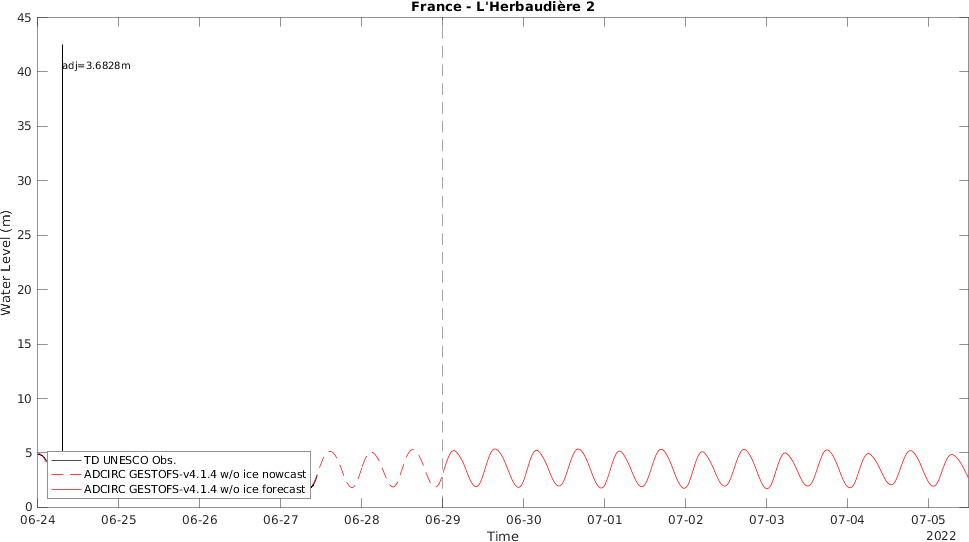 France - L'Herbaudière 2
45
40
35
30
25
20
15
10
5
0
Water Level (m)
adj=3.6828m
TD UNESCO Obs.
ADCIRC GESTOFS-v4.1.4 w/o ice nowcast
ADCIRC GESTOFS-v4.1.4 w/o ice forecast
06-24 06-25 06-26 06-27 06-28 06-29 06-30 07-01 07-02 07-03 07-04 07-05
2022
Time